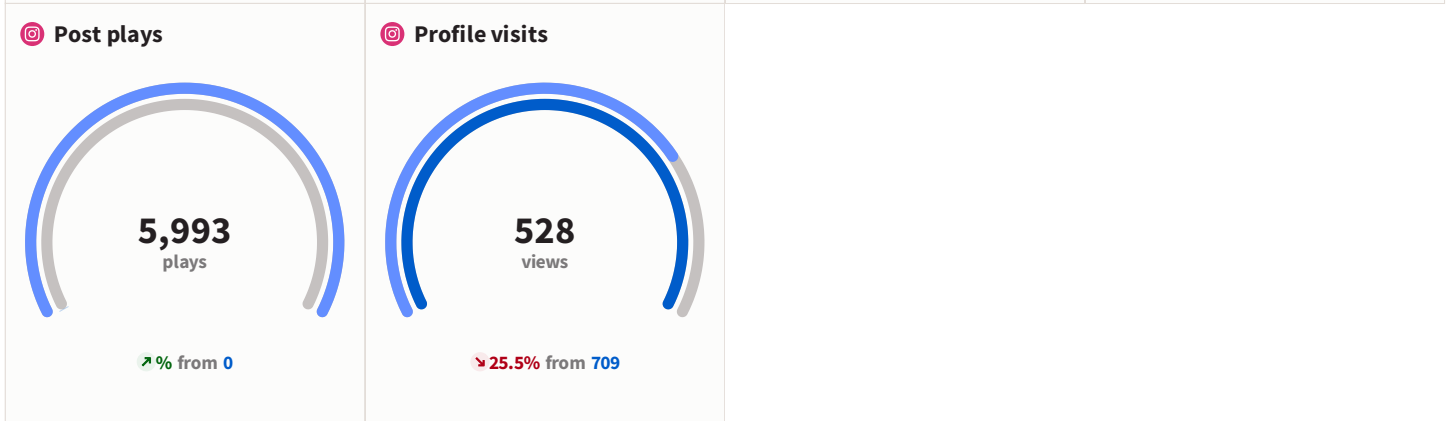 Post plays
5,993
plays
% from 0
Profile visits
528
views
25.5% from 709